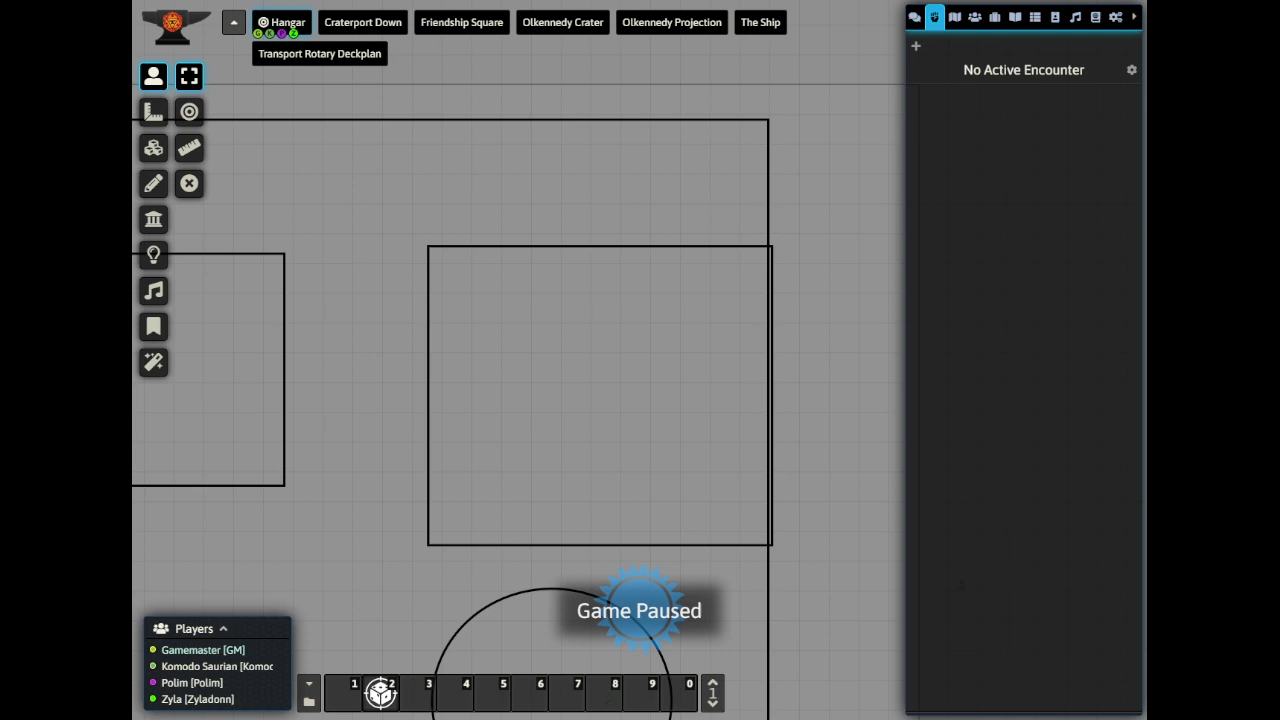 Hangar
G K P Z
Craterport Down
Friendship Square
Olkennedy Crater
Olkennedy Projection
The Ship
Transport Rotary Deckplan
No Active Encounter
Game Paused
Players
Gamemaster [GM]
Komodo Saurian [Komoc
Polim [Polim]
Zyla [Zyladonn]
1 2 3 4 5 6 7 8 9 0
1